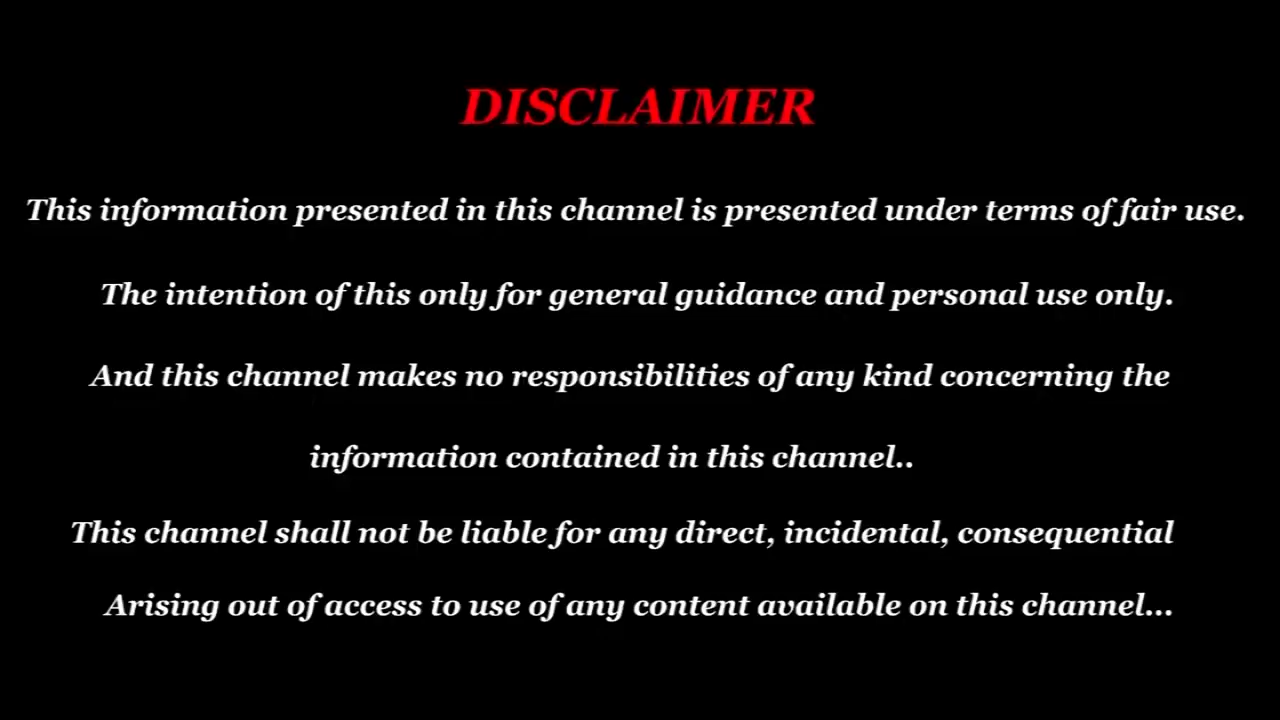 DISCLAIMER
This information presented in this channel is presented under terms of fair use.
The intention of this only for general guidance and personal use only.
And this channel makes no responsibilities of any kind concerning the
information contained in this channel..
This channel shall not be liable for any direct, incidental, consequential
Arising out of access to use of any content available on this channel...